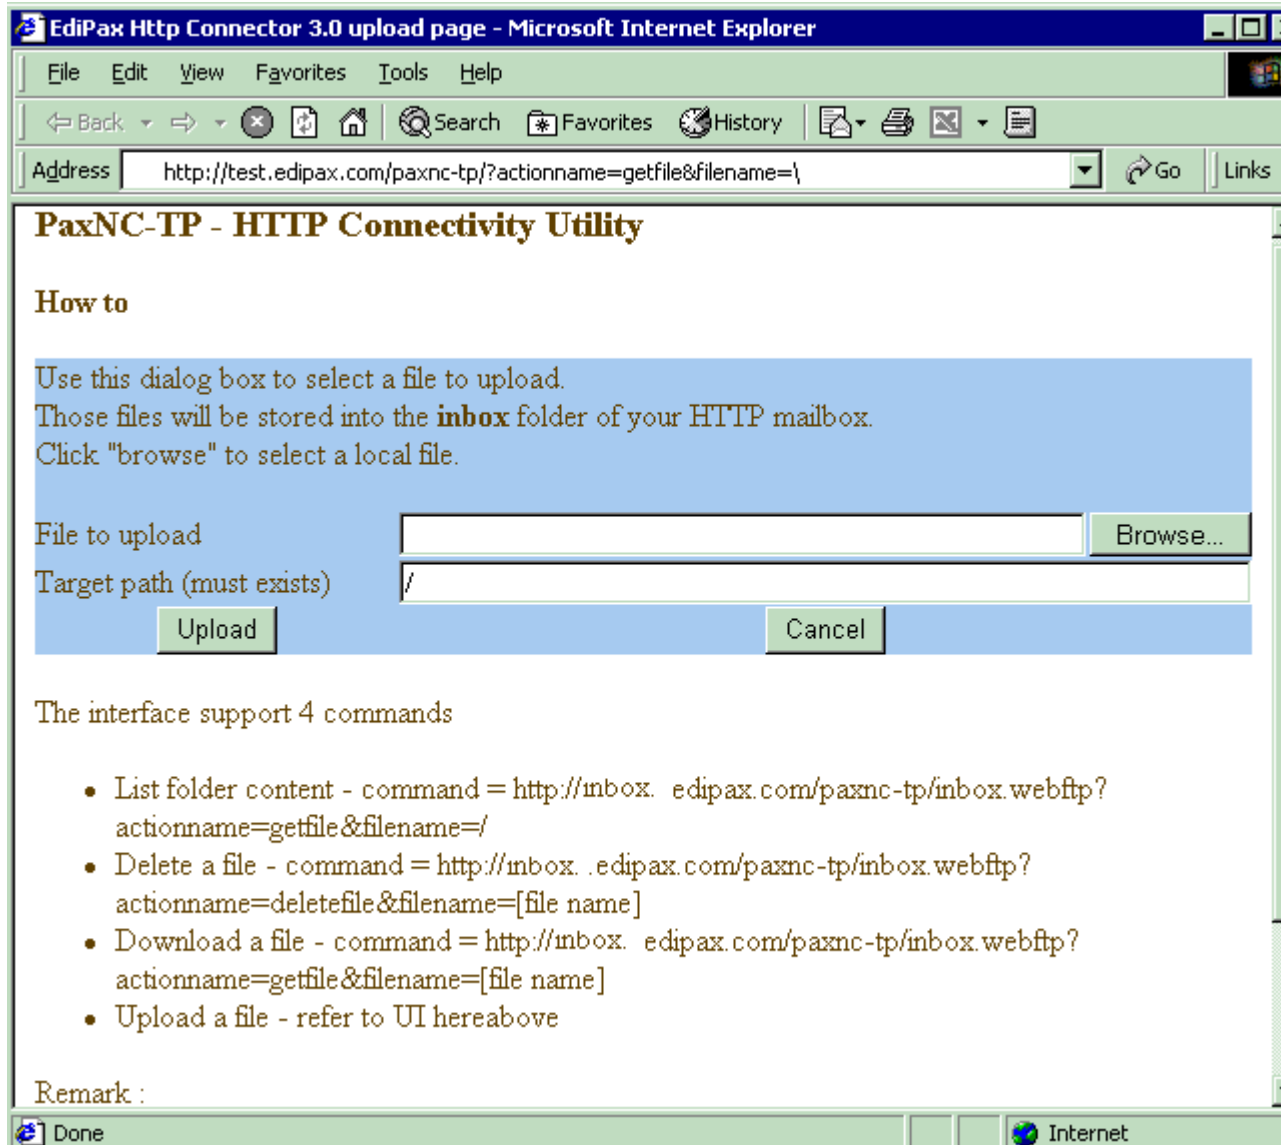 EdiPax Http Connector 3.0 upload page - Microsoft Internet Explorer
File Edit View Favorites Tools Help
Back Search Favorites History
Address http://test.edipax.com/paxnc-tp/?actionname=getfile&filename=\ Go Links
PaxNC-TP - HTTP Connectivity Utility
How to
Use this dialog box to select a file to upload.
Those files will be stored into the inbox folder of your HTTP mailbox.
Click "browse" to select a local file.
File to upload Browse...
Target path (must exists) /
Upload Cancel
The interface support 4 commands
• List folder content - command = http://inbox. edipax.com/paxnc-tp/inbox.webftp?
actionname=getfile&filename=/
• Delete a file - command = http://inbox. .edipax.com/paxnc-tp/inbox.webftp?
actionname=deletefile&filename=[file name]
• Download a file - command = http://inbox. edipax.com/paxnc-tp/inbox.webftp?
actionname=getfile&filename=[file name]
• Upload a file - refer to UI hereabove
Remark :
Done Internet